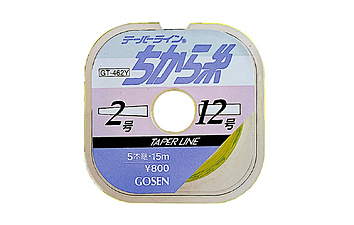 テーパーライン®
GT-462Y
ちから糸
2号 12号
TAPER LINE
5本継・15m
¥800
GOSEN